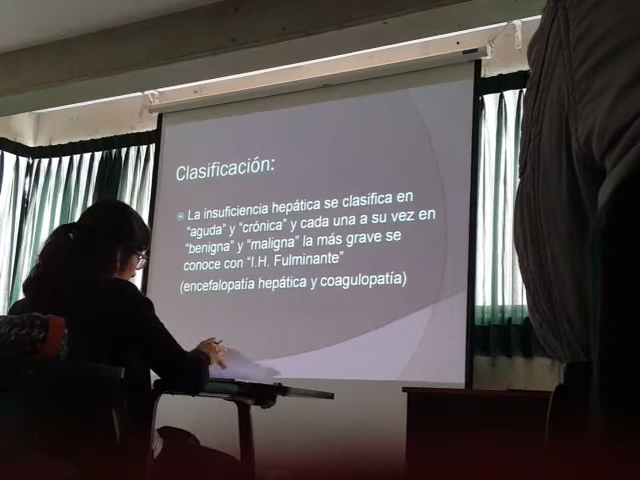 Clasificación:
La insuficiencia hepática se clasifica en
"aguda" y "crónica" y cada una a su vez en
"benigna" y "maligna" la más grave se
conoce con "I.H. Fulminante"
(encefalopatía hepática y coagulopatía)